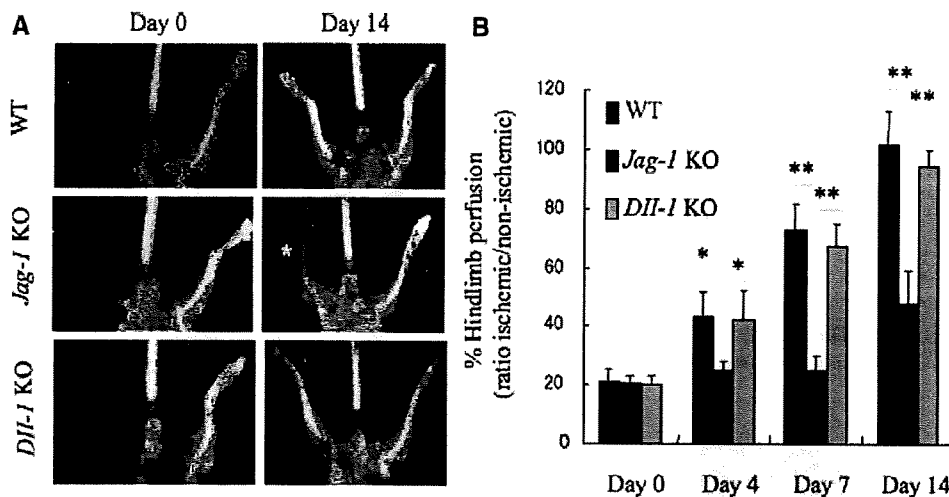 A
Day 0
Day 14
WT
Jag-1 KO
*
Dll-1 KO
B
% Hindlimb perfusion
(ratio ischemic/non-ischemic)
120
100
80
60
40
20
0
WT
Jag-1 KO
Dll-1 KO
* *
** **
** **
Day 0 Day 4 Day 7 Day 14